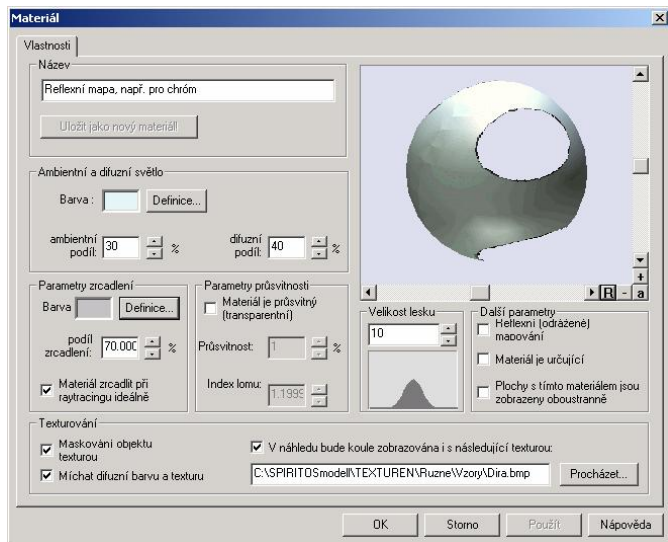 Materiál
Vlastnosti
Název
Reflexní mapa, např. pro chróm
Uložit jako nový materiál!
Ambientní a difuzní světlo
Barva :
Definice...
ambientní podíl:
30
%
difuzní podíl:
40
%
R
-
+
a
Parametry zrcadlení
Barva
Definice...
podíl zrcadlení:
70.000
%
Materiál zrcadlit při
raytracingu ideálně
Parametry průsvitnosti
Materiál je průsvitný
(transparentní)
Průsvitnost:
1
%
Index lomu:
1.1999
Velikost lesku
10
Další parametry
Reflexní (odrážené)
mapování
Materiál je určující
Plochy s tímto materiálem jsou
zobrazeny oboustranně
Texturování
Maskování objektu
texturou
Míchat difuzní barvu a texturu
V náhledu bude koule zobrazována i s následující texturou:
C:\SPIRITOSmodell\TEXTUREN\Ruzne\Vzory\Dira.bmp
Procházet...
OK
Storno
Použít
Nápověda